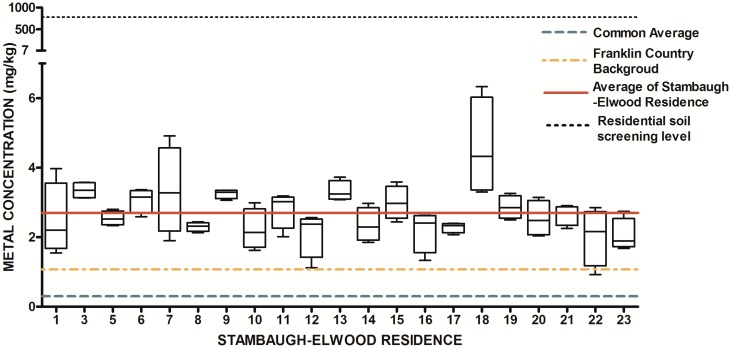 METAL CONCENTRATION (mg/kg)
1000
500
7
6
4
2
0
Common Average
Franklin Country
Backgroud
Average of Stambaugh
-Elwood Residence
Residential soil
screening level
1 3 5 6 7 8 9 10 11 12 13 14 15 16 17 18 19 20 21 22 23
STAMBAUGH-ELWOOD RESIDENCE